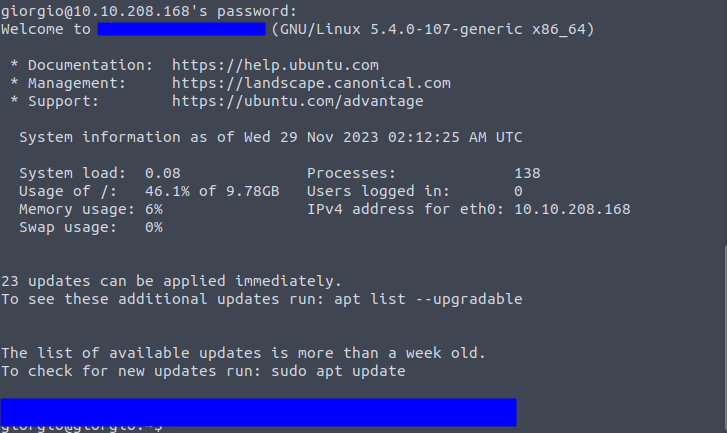 giorgio@10.10.208.168's password:
Welcome to (GNU/Linux 5.4.0-107-generic x86_64)
* Documentation: https://help.ubuntu.com
* Management: https://landscape.canonical.com
* Support: https://ubuntu.com/advantage
System information as of Wed 29 Nov 2023 02:12:25 AM UTC
System load: 0.08 Processes: 138
Usage of /: 46.1% of 9.78GB Users logged in: 0
Memory usage: 6% IPv4 address for eth0: 10.10.208.168
Swap usage: 0%
23 updates can be applied immediately.
To see these additional updates run: apt list --upgradable
The list of available updates is more than a week old.
To check for new updates run: sudo apt update
giorgio@giorgio:~$